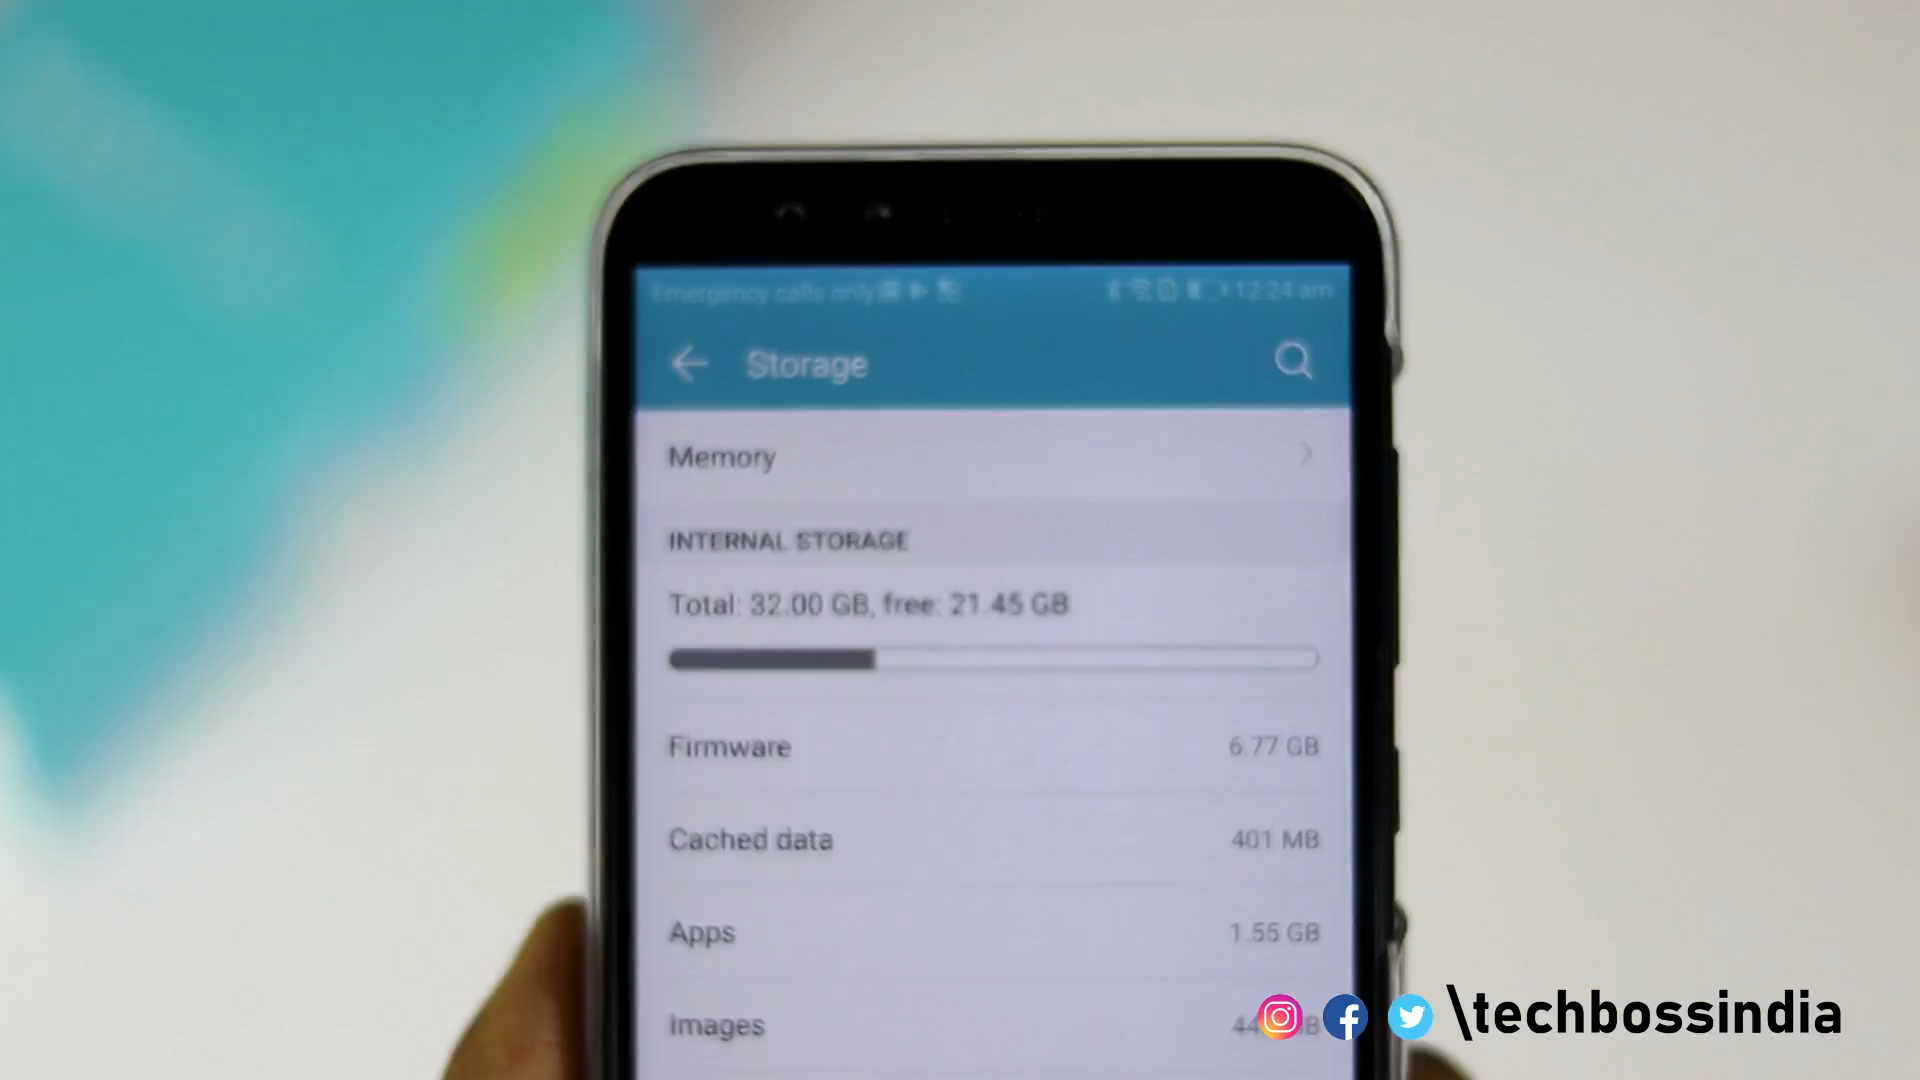 Emergency calls only 12:24 am
Storage
Memory
INTERNAL STORAGE
Total: 32.00 GB, free: 21.45 GB
Firmware 6.77 GB
Cached data 401 MB
Apps 1.55 GB
Images
\techbossindia